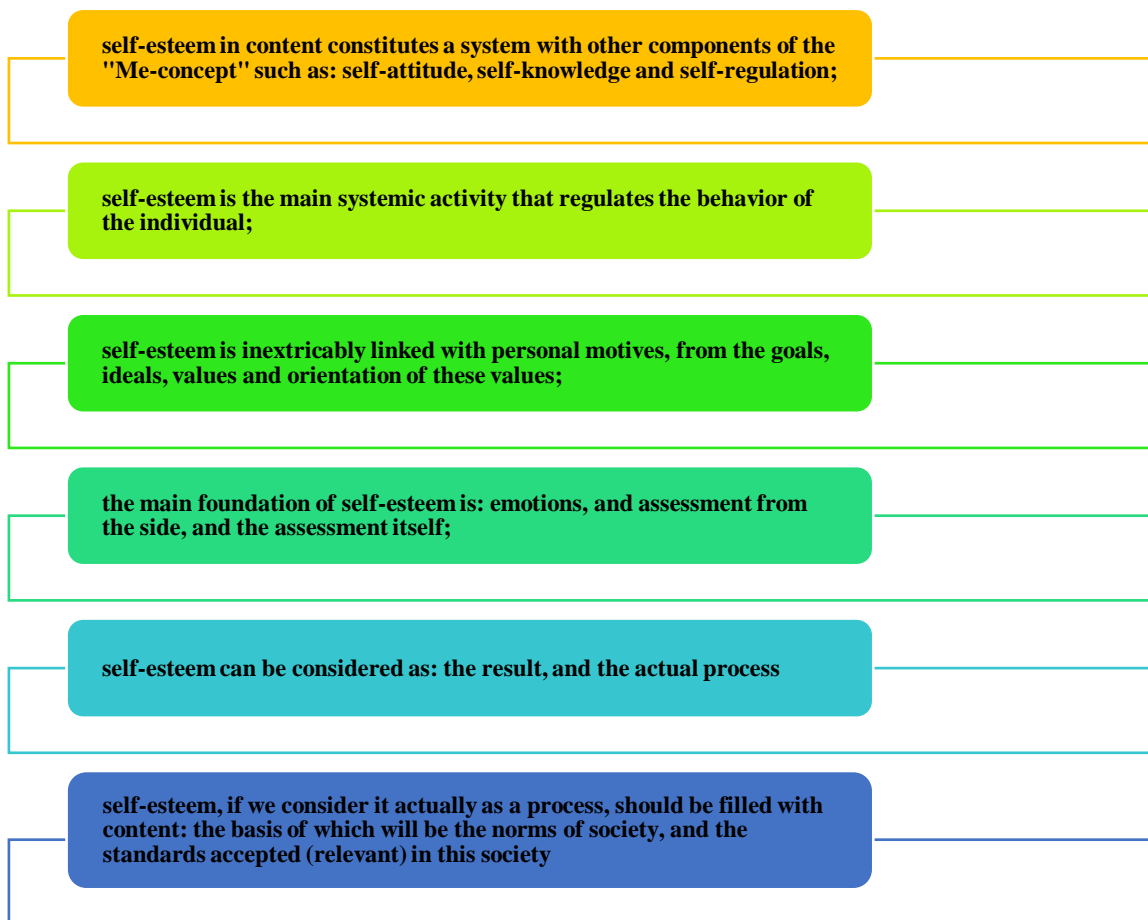 self-esteem in content constitutes a system with other components of the
"Me-concept" such as: self-attitude, self-knowledge and self-regulation;
self-esteem is the main systemic activity that regulates the behavior of
the individual;
self-esteem is inextricably linked with personal motives, from the goals,
ideals, values and orientation of these values;
the main foundation of self-esteem is: emotions, and assessment from
the side, and the assessment itself;
self-esteem can be considered as: the result, and the actual process
self-esteem, if we consider it actually as a process, should be filled with
content: the basis of which will be the norms of society, and the
standards accepted (relevant) in this society